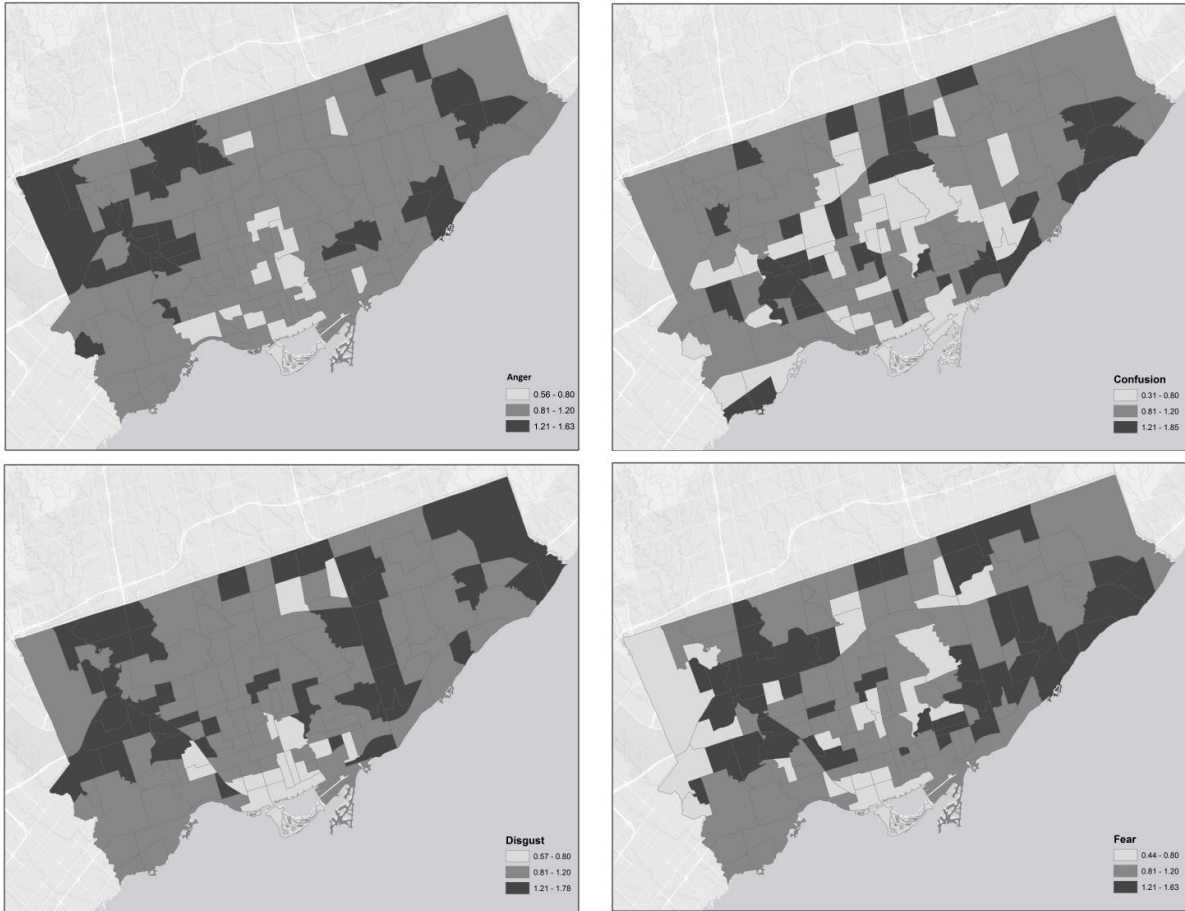 Anger
0.56 - 0.80
0.81 - 1.20
1.21 - 1.63
Confusion
0.31 - 0.80
0.81 - 1.20
1.21 - 1.85
Disgust
0.57 - 0.80
0.81 - 1.20
1.21 - 1.78
Fear
0.44 - 0.80
0.81 - 1.20
1.21 - 1.63